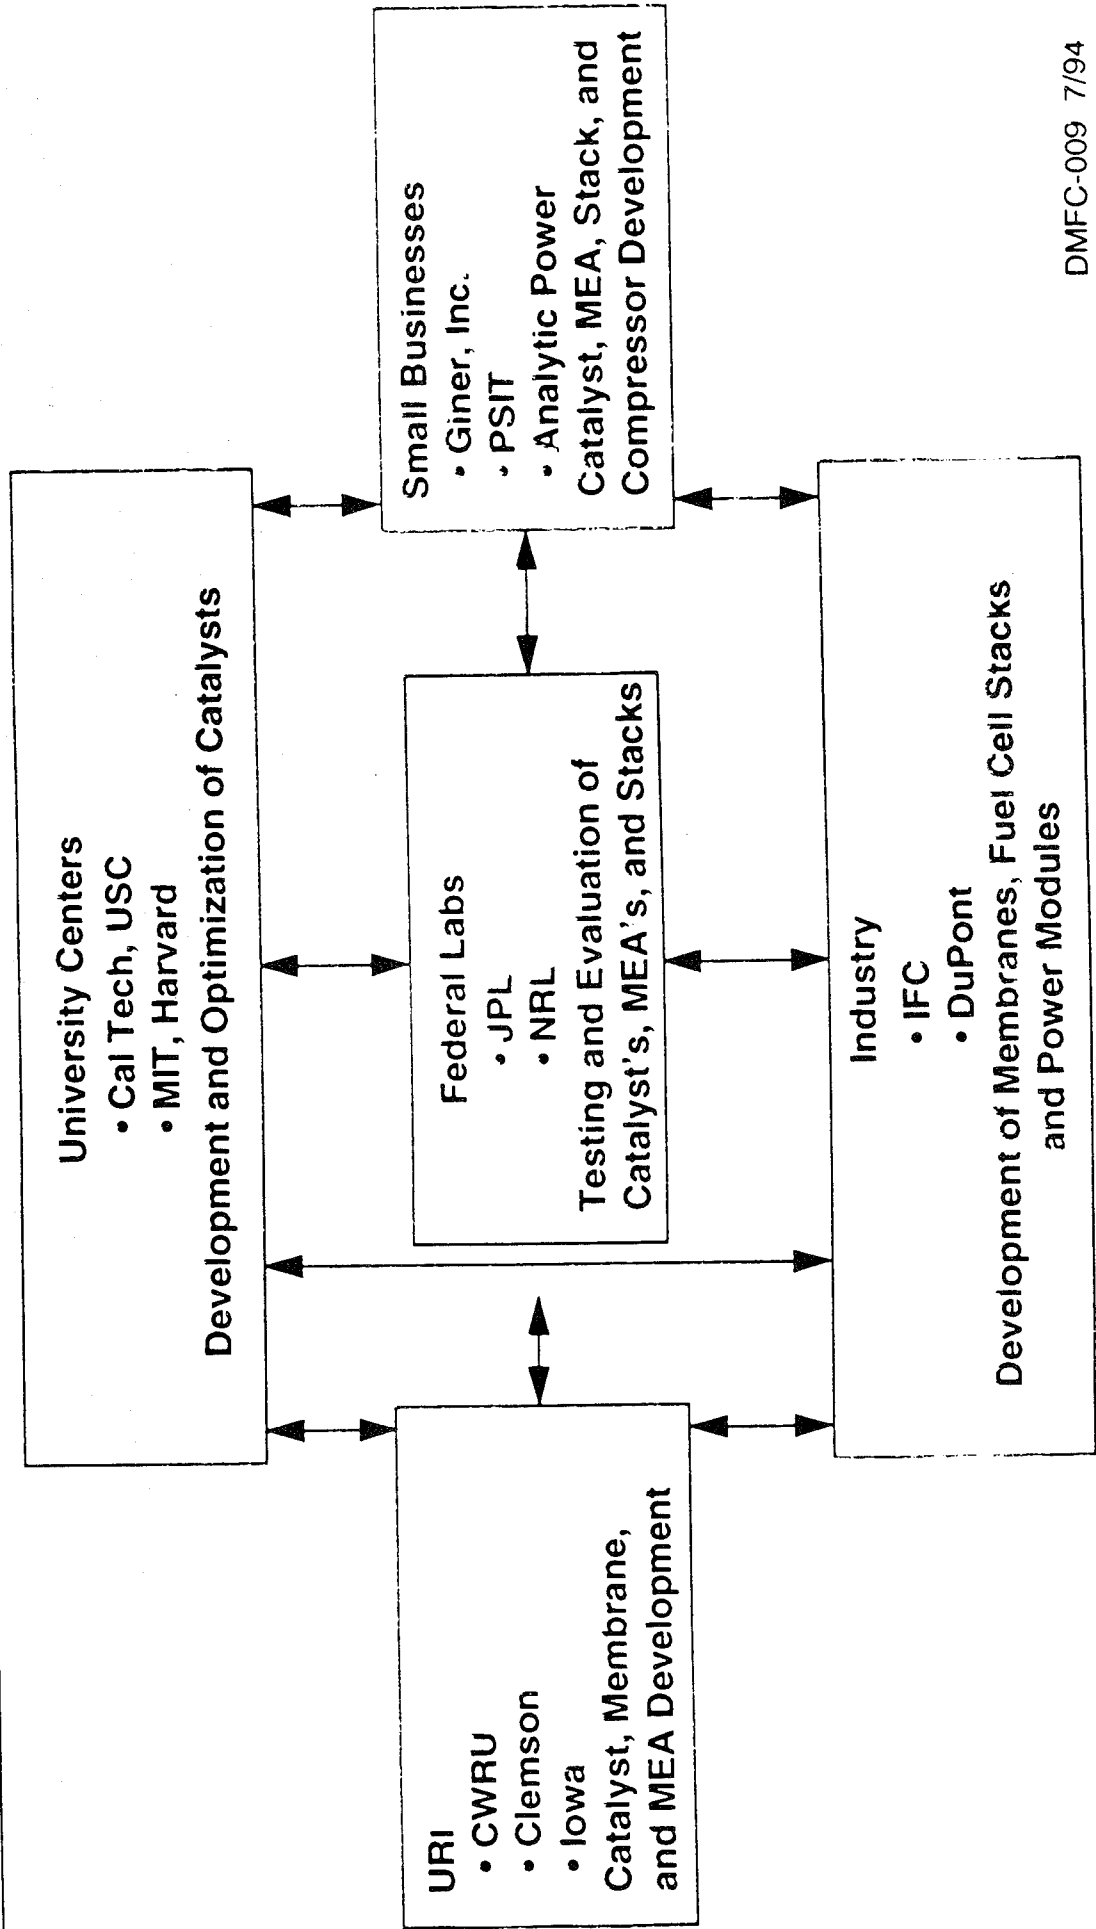 University Centers
• Cal Tech, USC
• MIT, Harvard
Development and Optimization of Catalysts
URI
• CWRU
• Clemson
• Iowa
Catalyst, Membrane,
and MEA Development
Federal Labs
• JPL
• NRL
Testing and Evaluation of
Catalyst's, MEA's, and Stacks
Small Businesses
• Giner, Inc.
• PSIT
• Analytic Power
Catalyst, MEA, Stack, and
Compressor Development
Industry
• IFC
• DuPont
Development of Membranes, Fuel Cell Stacks
and Power Modules
DMFC-009 7/94